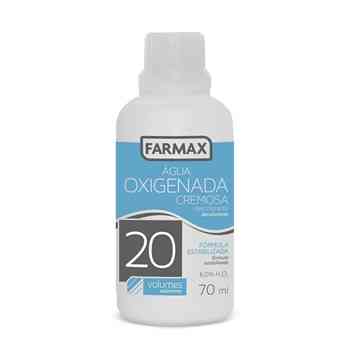 FARMAX
ÁGUA
OXIGENADA
CREMOSA
20
volumes
FÓRMULA
ESTABILIZADA
70 ml